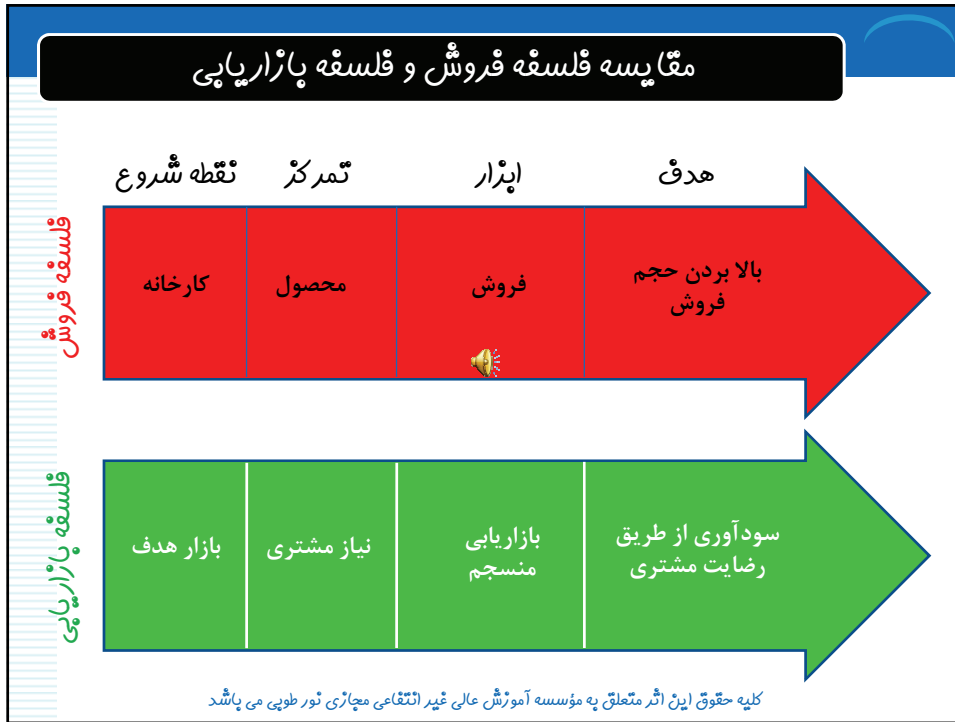 مقایسه فلسفه فروش و فلسفه بازاریابی
نقطه شروع
تمرکز
ابزار
هدف
فلسفه فروش
کارخانه
محصول
فروش
بالا بردن حجم
فروش
فلسفه بازاریابی
بازار هدف
نیاز مشتری
بازاریابی
منسجم
سودآوری از طریق
رضایت مشتری
کلیه حقوق این اثر متعلق به مؤسسه آموزش عالی غیر انتفاعی مجازی نور طوبی می باشد